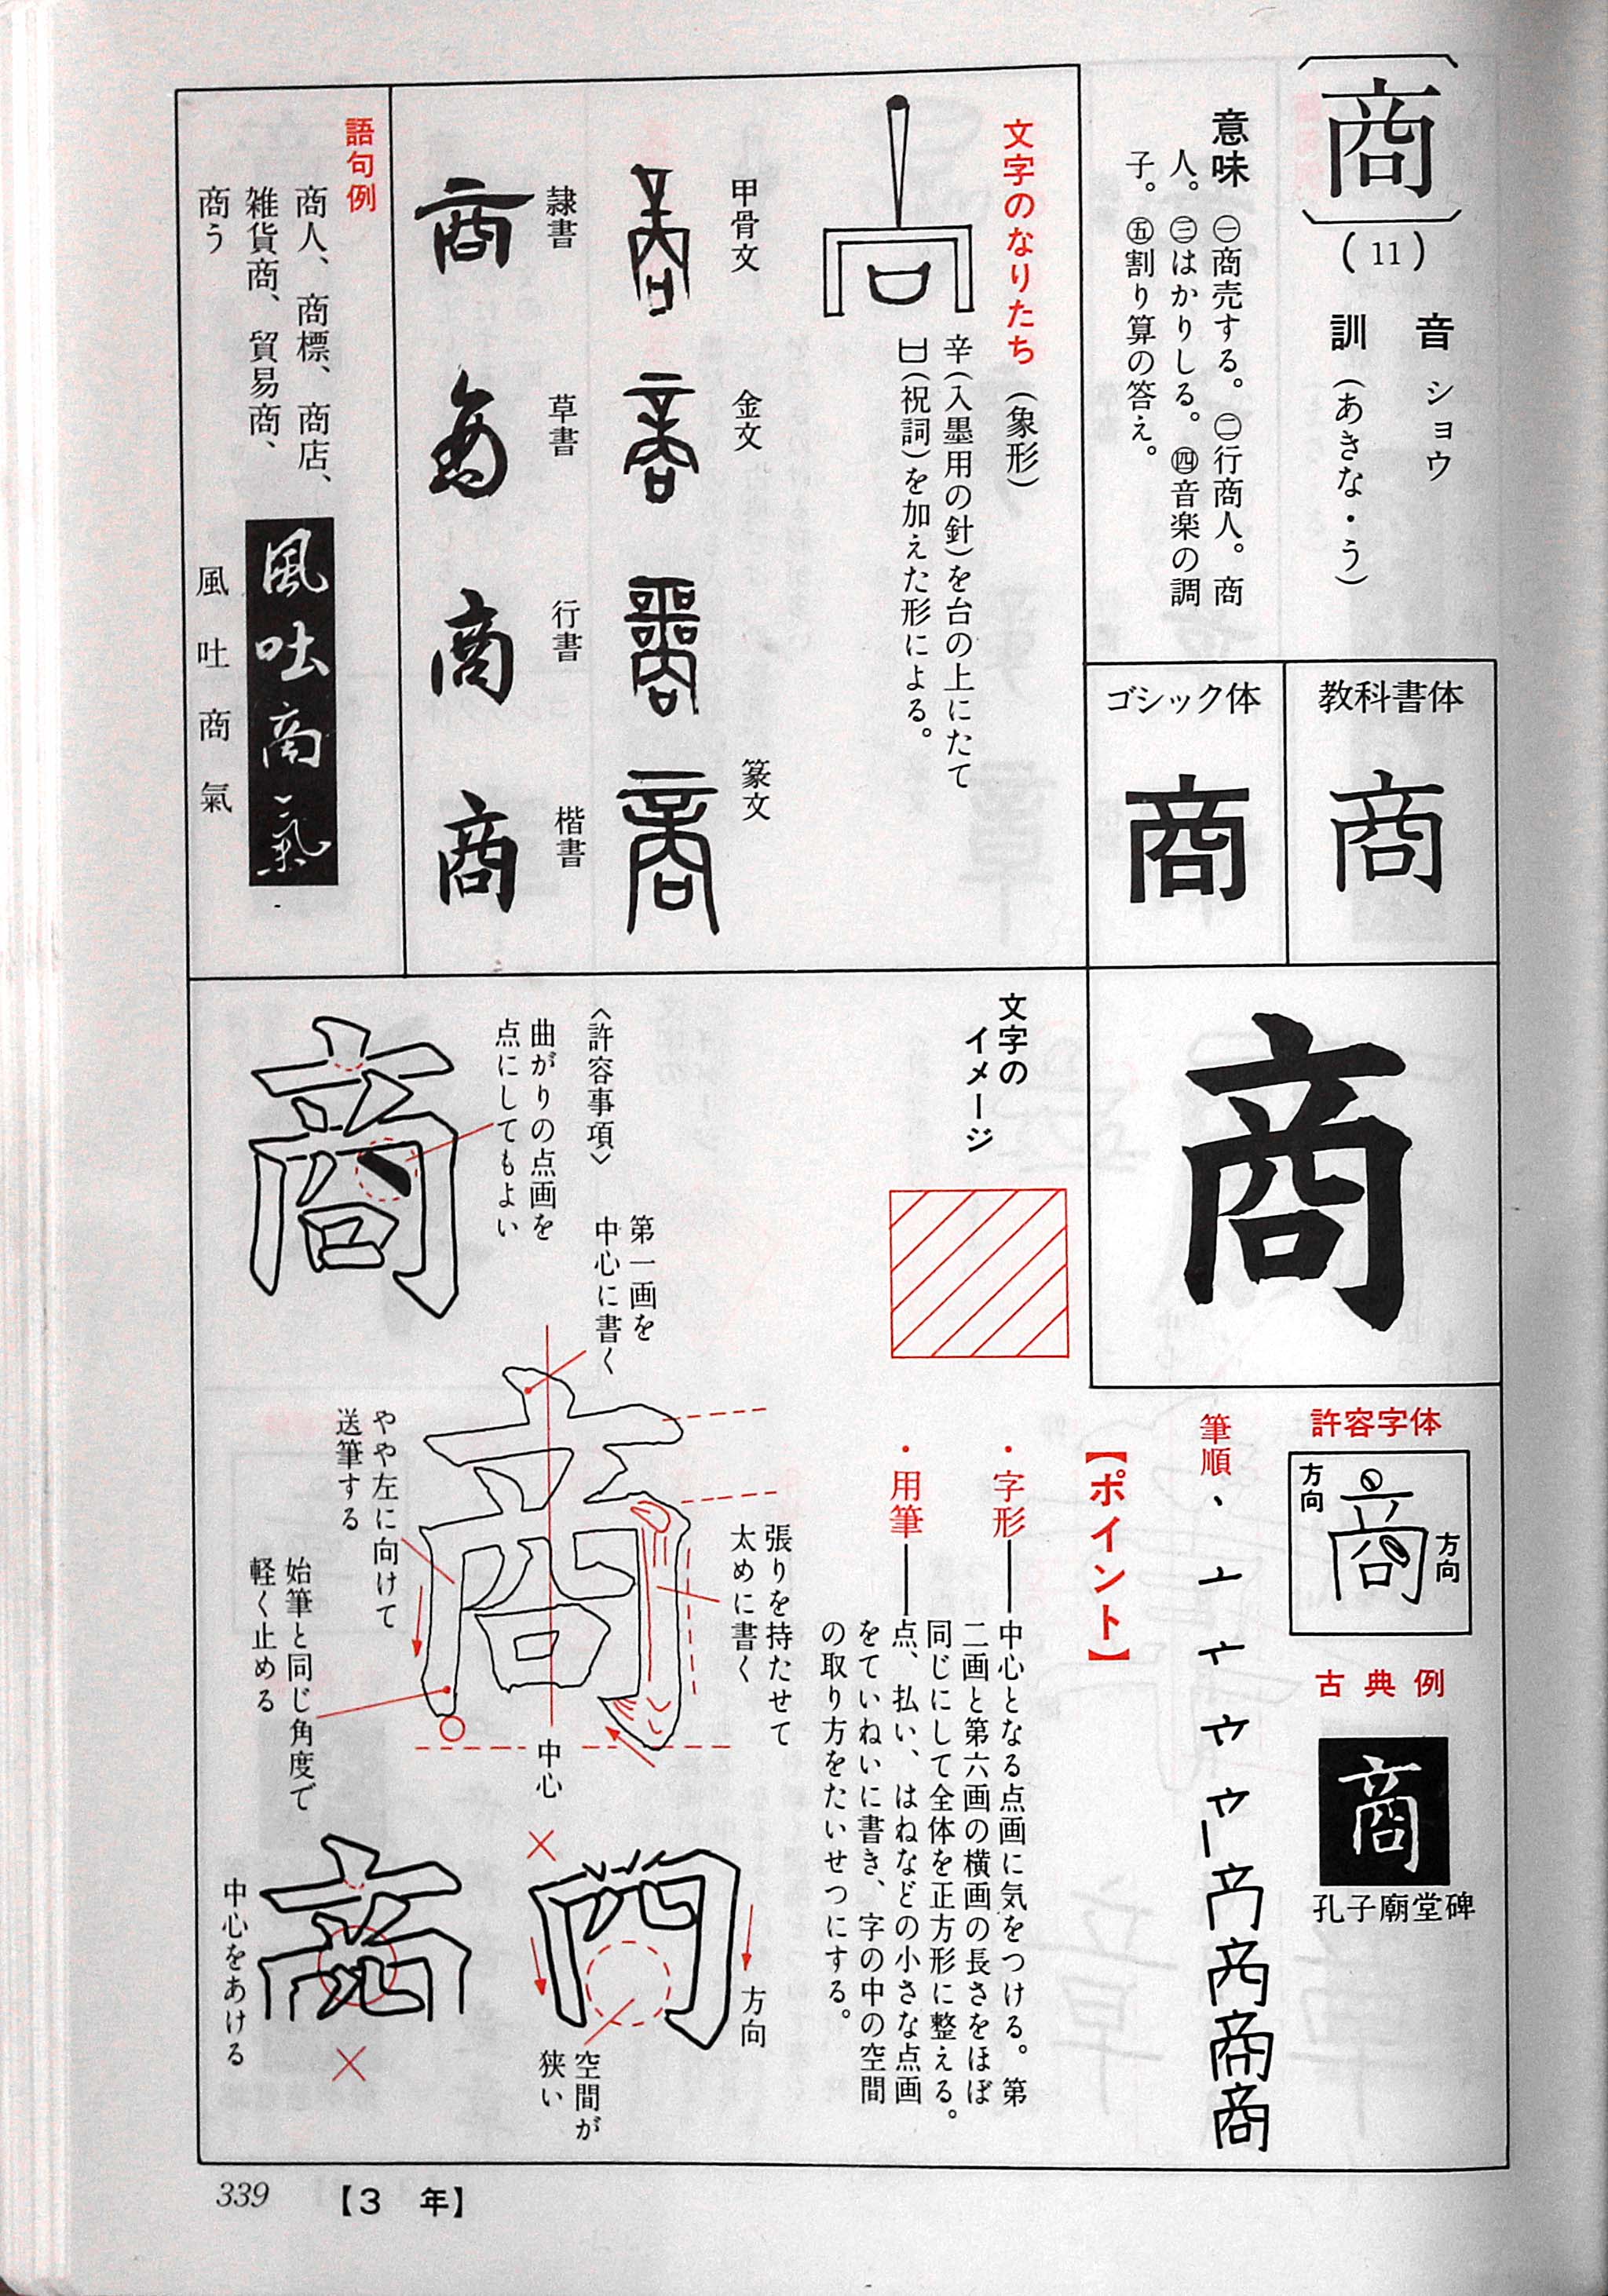 商
(11)
音 ショウ
訓 (あきな・う)
意味 ㊀商売する。㊁行商人。商
人。㊂はかりしる。㊃音楽の調
子。㊄割り算の答え。
教科書体
商
ゴシック体
商
商
文字のなりたち (象形)
辛(入墨用の針)を台の上にたて
𠙵(祝詞)を加えた形による。
甲骨文
金文
篆文
隷書
商
草書
商
行書
商
楷書
商
語句例
商人、商標、商店、
雑貨商、貿易商、
商う
風吐商氣
風吐商氣
許容字体
方向
商
方向
古典例
商
孔子廟堂碑
筆順
【ポイント】
・字形━━中心となる点画に気をつける。第
二画と第六画の横画の長さをほぼ
同じにして全体を正方形に整える。
・用筆━━点、払い、はねなどの小さな点画
をていねいに書き、字の中の空間
の取り方をたいせつにする。
文字の
イメージ
〈許容事項〉
曲がりの点画を
点にしてもよい
商
第一画を
中心に書く
商
張りを持たせて
太めに書く
やや左に向けて
送筆する
始筆と同じ角度で
軽く止める
中心
方向
空間が
狭い
中心をあける
339
【3 年】